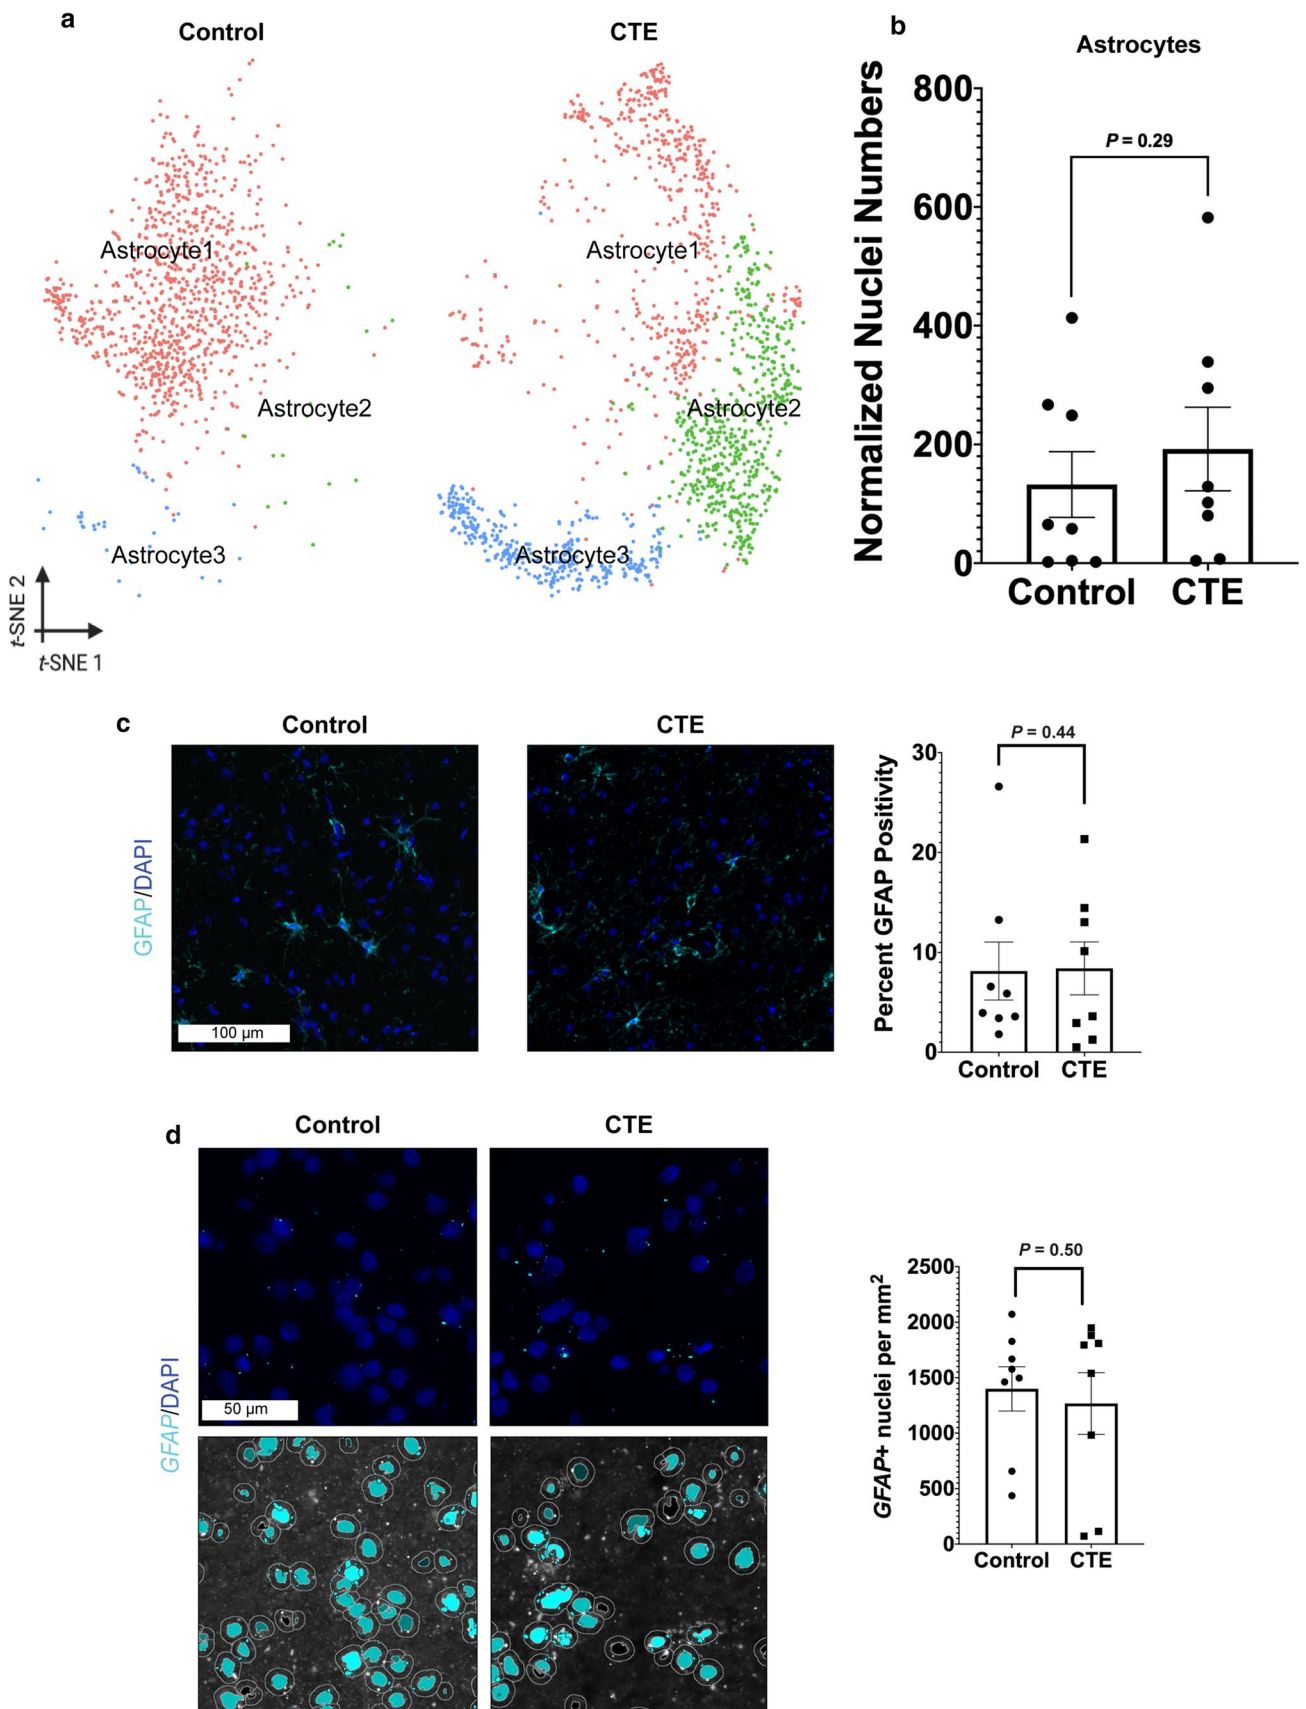 a
Control
CTE
Astrocyte1
Astrocyte2
Astrocyte3
Astrocyte1
Astrocyte2
Astrocyte3
t-SNE 2
t-SNE 1
b
Astrocytes
Normalized Nuclei Numbers
800
600
400
200
0
P = 0.29
Control
CTE
c
Control
CTE
GFAP/DAPI
100 µm
Percent GFAP Positivity
30
20
10
0
P = 0.44
Control
CTE
d
Control
CTE
GFAP/DAPI
50 µm
GFAP+ nuclei per mm²
2500
2000
1500
1000
500
0
P = 0.50
Control
CTE